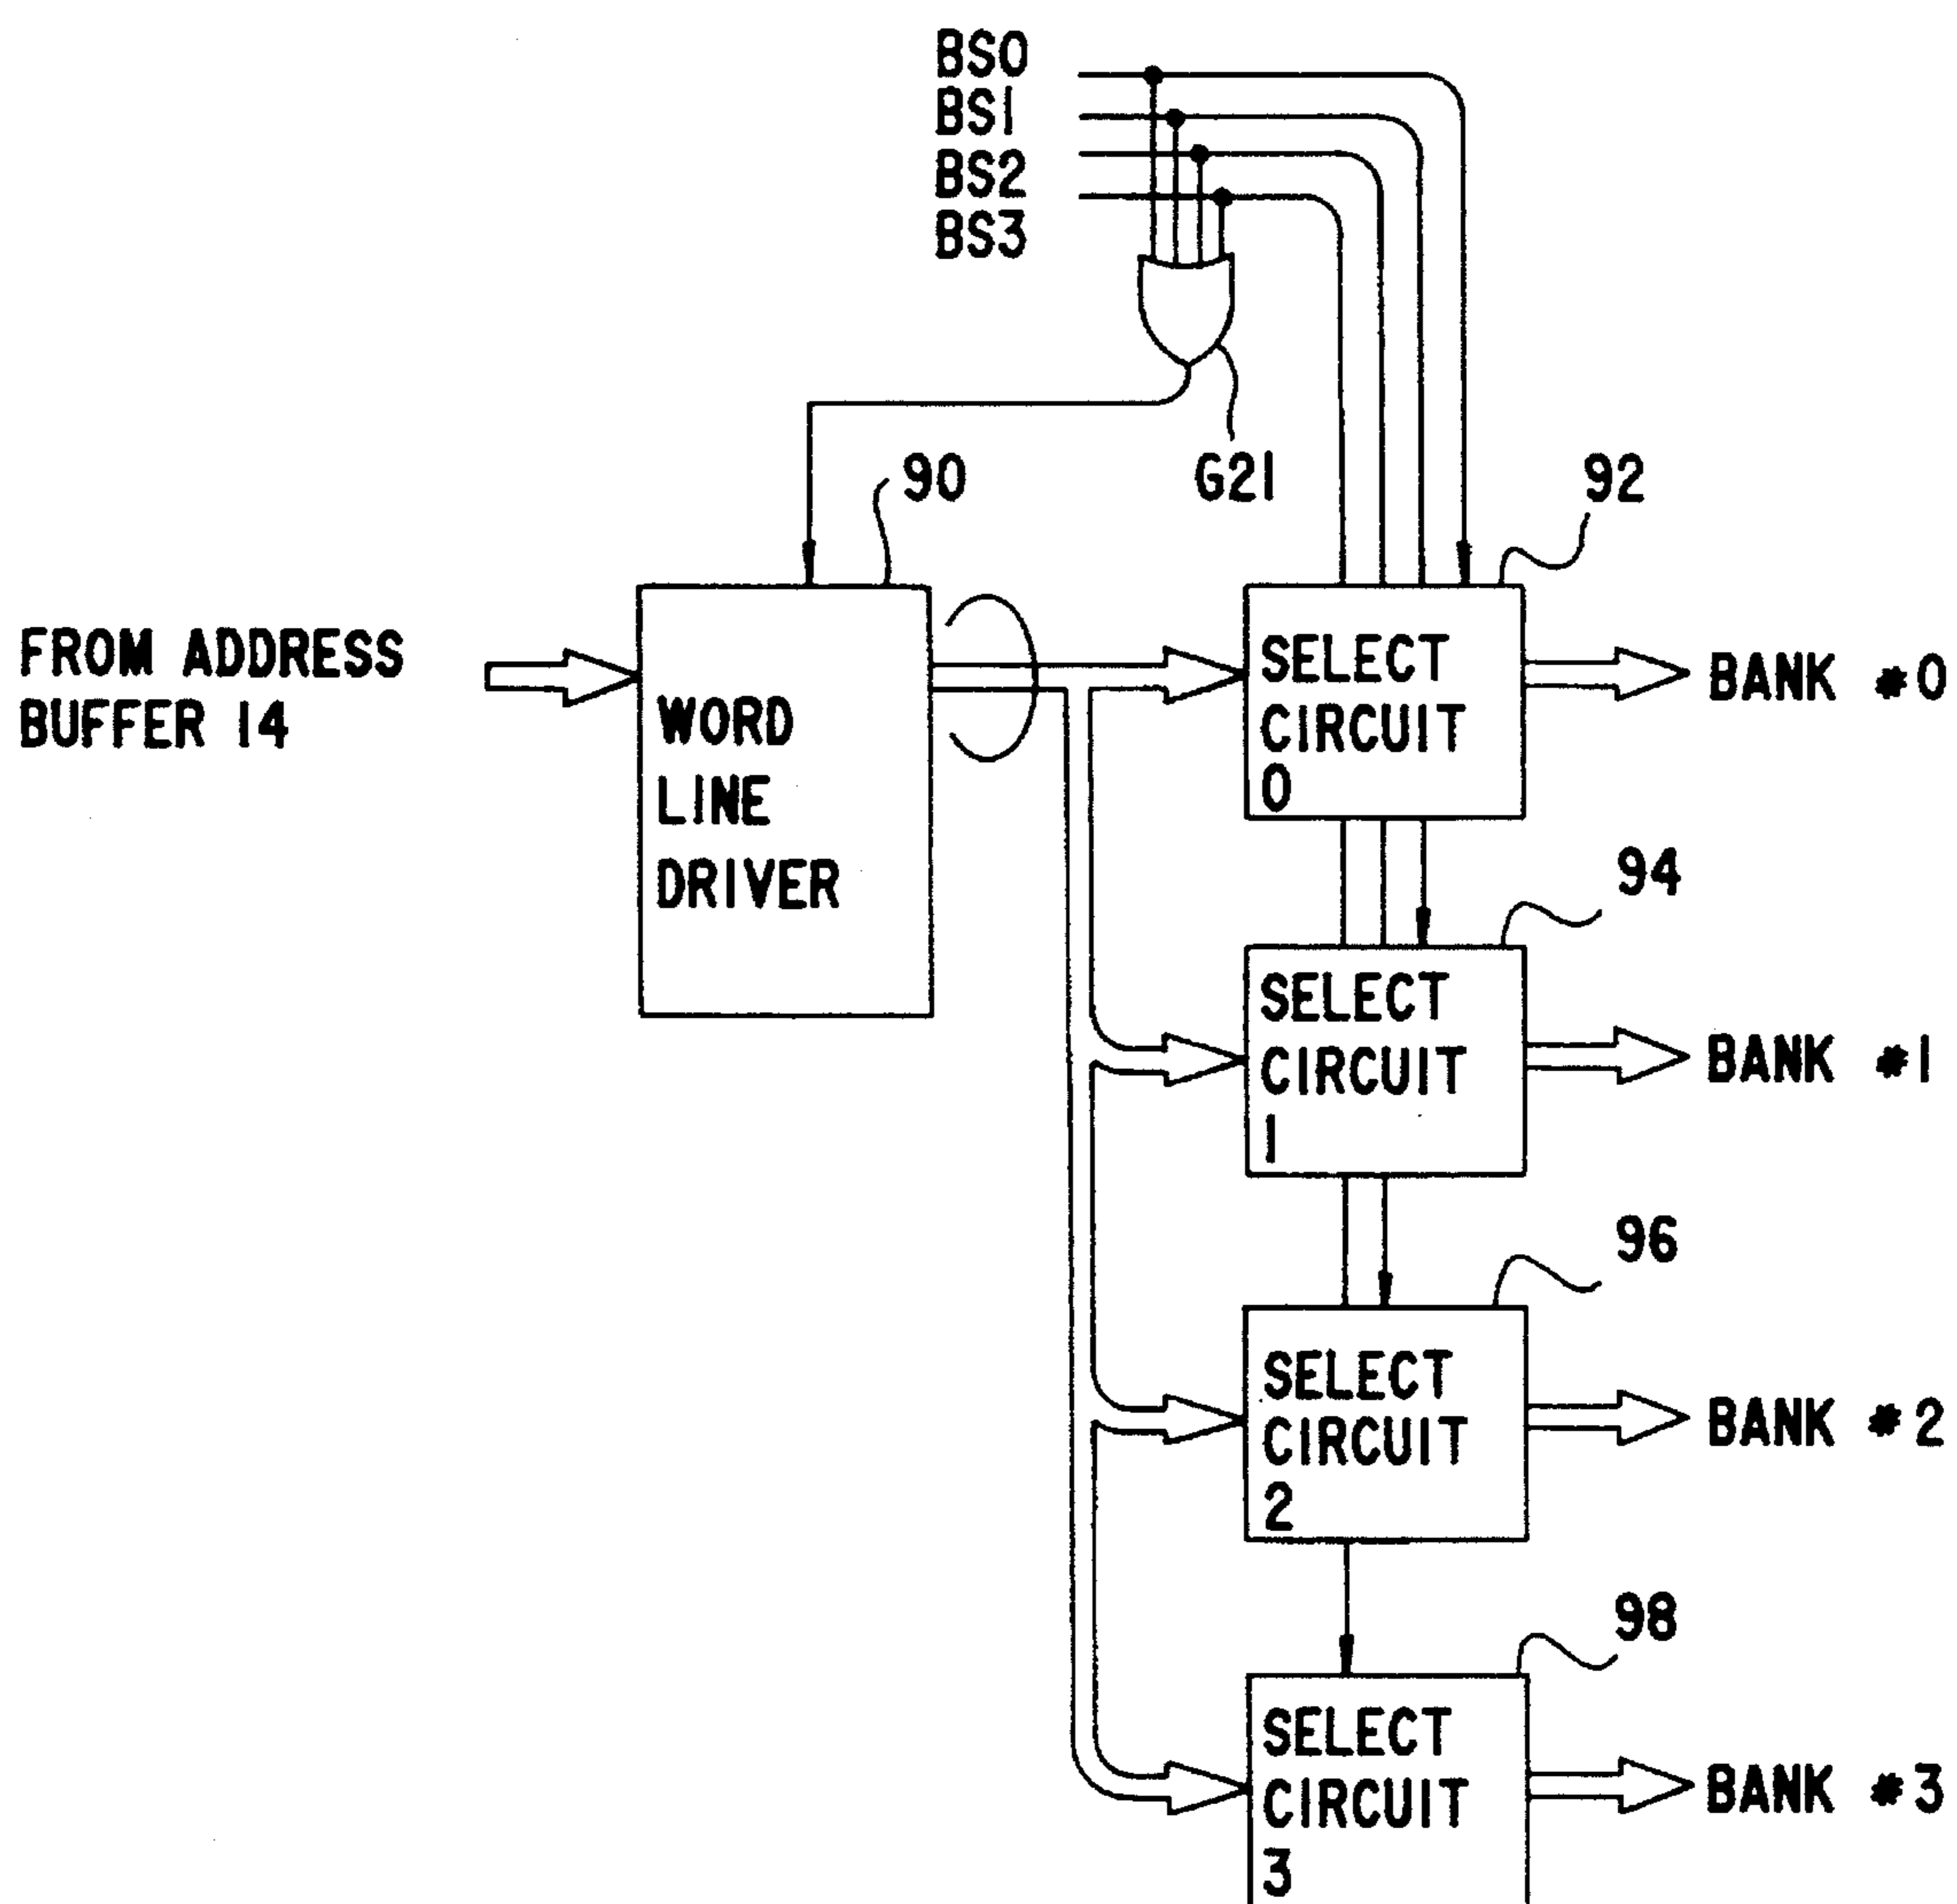 BS0
BS1
BS2
BS3
G21
90
92
FROM ADDRESS
BUFFER 14
WORD
LINE
DRIVER
SELECT
CIRCUIT
0
BANK #0
94
SELECT
CIRCUIT
1
BANK #1
96
SELECT
CIRCUIT
2
BANK #2
98
SELECT
CIRCUIT
3
BANK #3